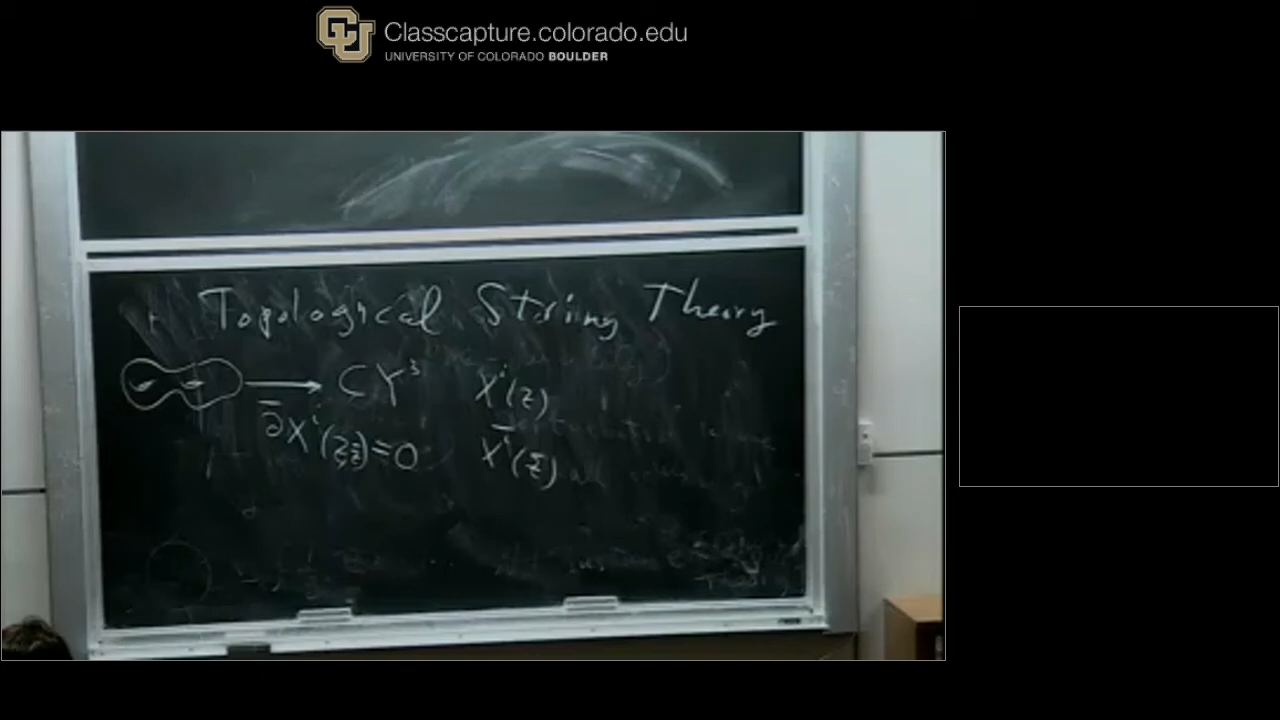 Classcapture.colorado.edu
UNIVERSITY OF COLORADO BOULDER
Topological String Theory
→ CY³ Xⁱ(z)
∂̄Xⁱ(z,z̄)=0 X̄ⁱ(z̄)